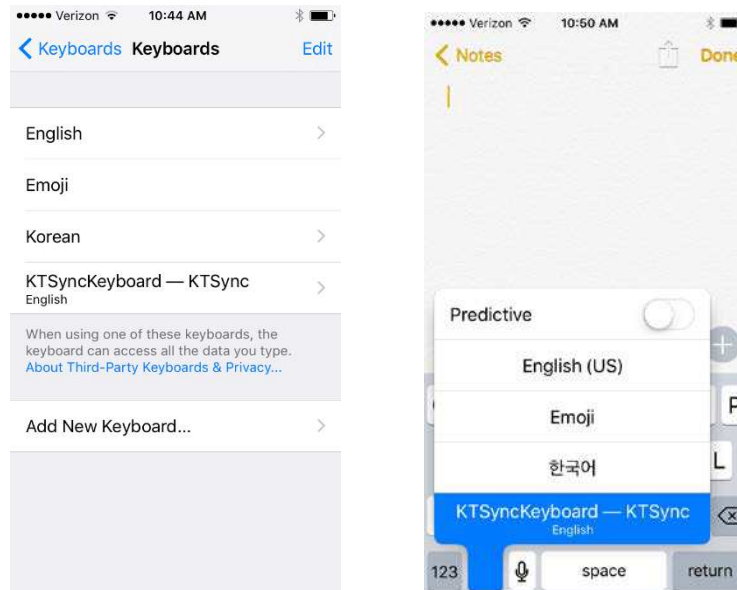 Verizon 10:44 AM
Keyboards Keyboards Edit
English
Emoji
Korean
KTSyncKeyboard — KTSync
English
When using one of these keyboards, the
keyboard can access all the data you type.
About Third-Party Keyboards & Privacy...
Add New Keyboard...
Verizon 10:50 AM
Notes Done
Predictive
English (US)
Emoji
한국어
KTSyncKeyboard — KTSync
English
P
L
123 space return